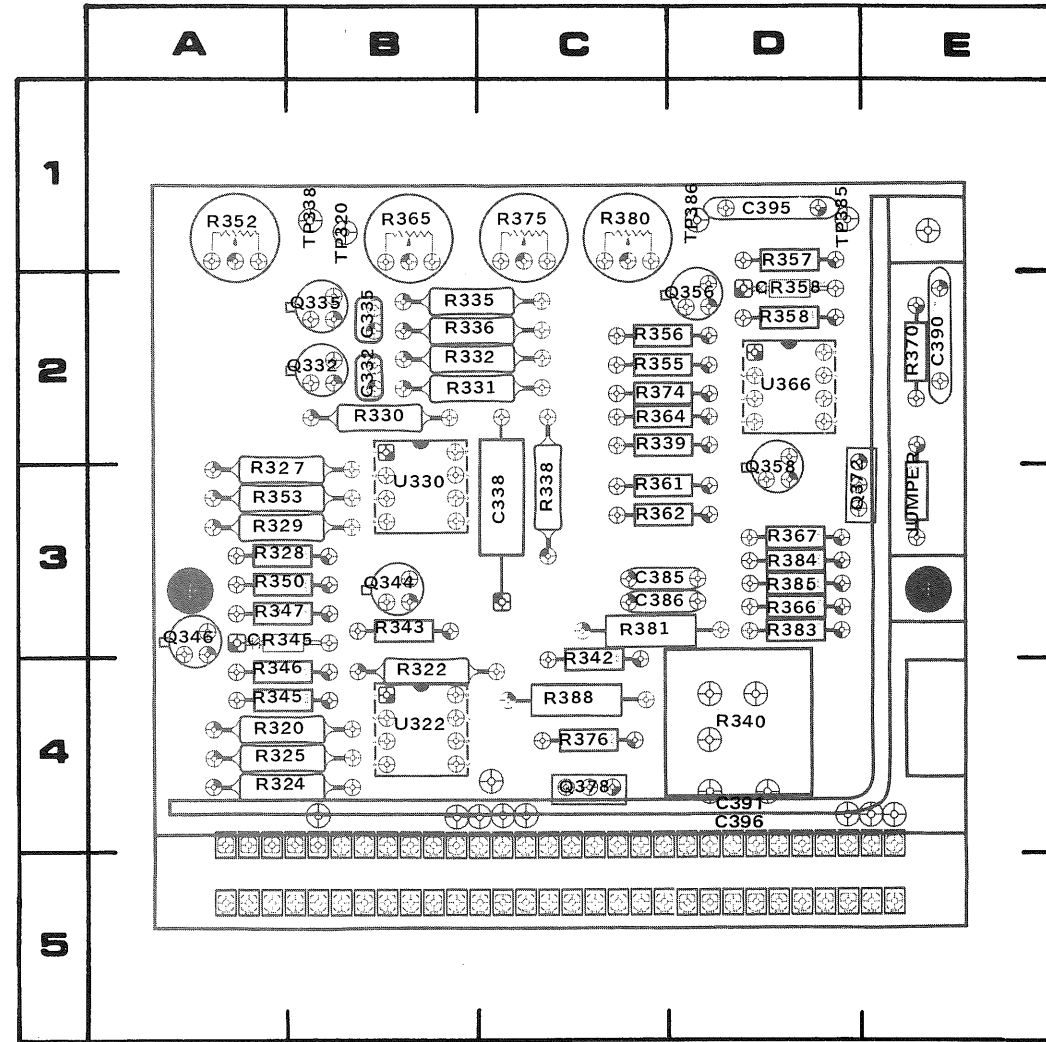 A B C D E
1
R352 TP338 TP320 R365 R375 R380 TP386 C395 TP385
R357
CR358
Q356
Q335 C335 R335 R358
R336 R356
2
Q332 C332 R332 R355 U366 R370 C390
R331 R374
R330 R364
R339
Q358
R327 U330 C338 R338 R361 Q372 JUMPER
R353
R329 R362
R367
3
R328 R384
R350 Q344 C385 R385
R347 C386 R366
R343 R381 R383
Q346 CR345
R342
R346 R322
R345 R388
R320 U322 R340
4
R325 R376
R324 Q378
C391
C396
5